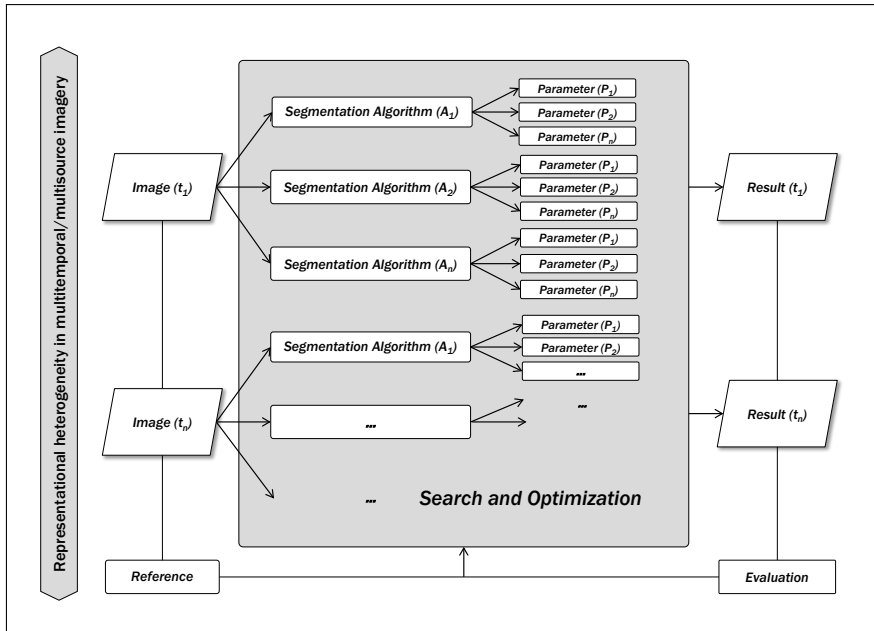 Representational heterogeneity in multitemporal/ multisource imagery
Image (t₁)
Segmentation Algorithm (A₁)
Parameter (P₁)
Parameter (P₂)
Parameter (Pₙ)
Segmentation Algorithm (A₂)
Parameter (P₁)
Parameter (P₂)
Parameter (Pₙ)
Segmentation Algorithm (Aₙ)
Parameter (P₁)
Parameter (P₂)
Parameter (Pₙ)
Result (t₁)
Image (tₙ)
Segmentation Algorithm (A₁)
Parameter (P₁)
Parameter (P₂)
...
...
...
...
Search and Optimization
Result (tₙ)
Reference
Evaluation